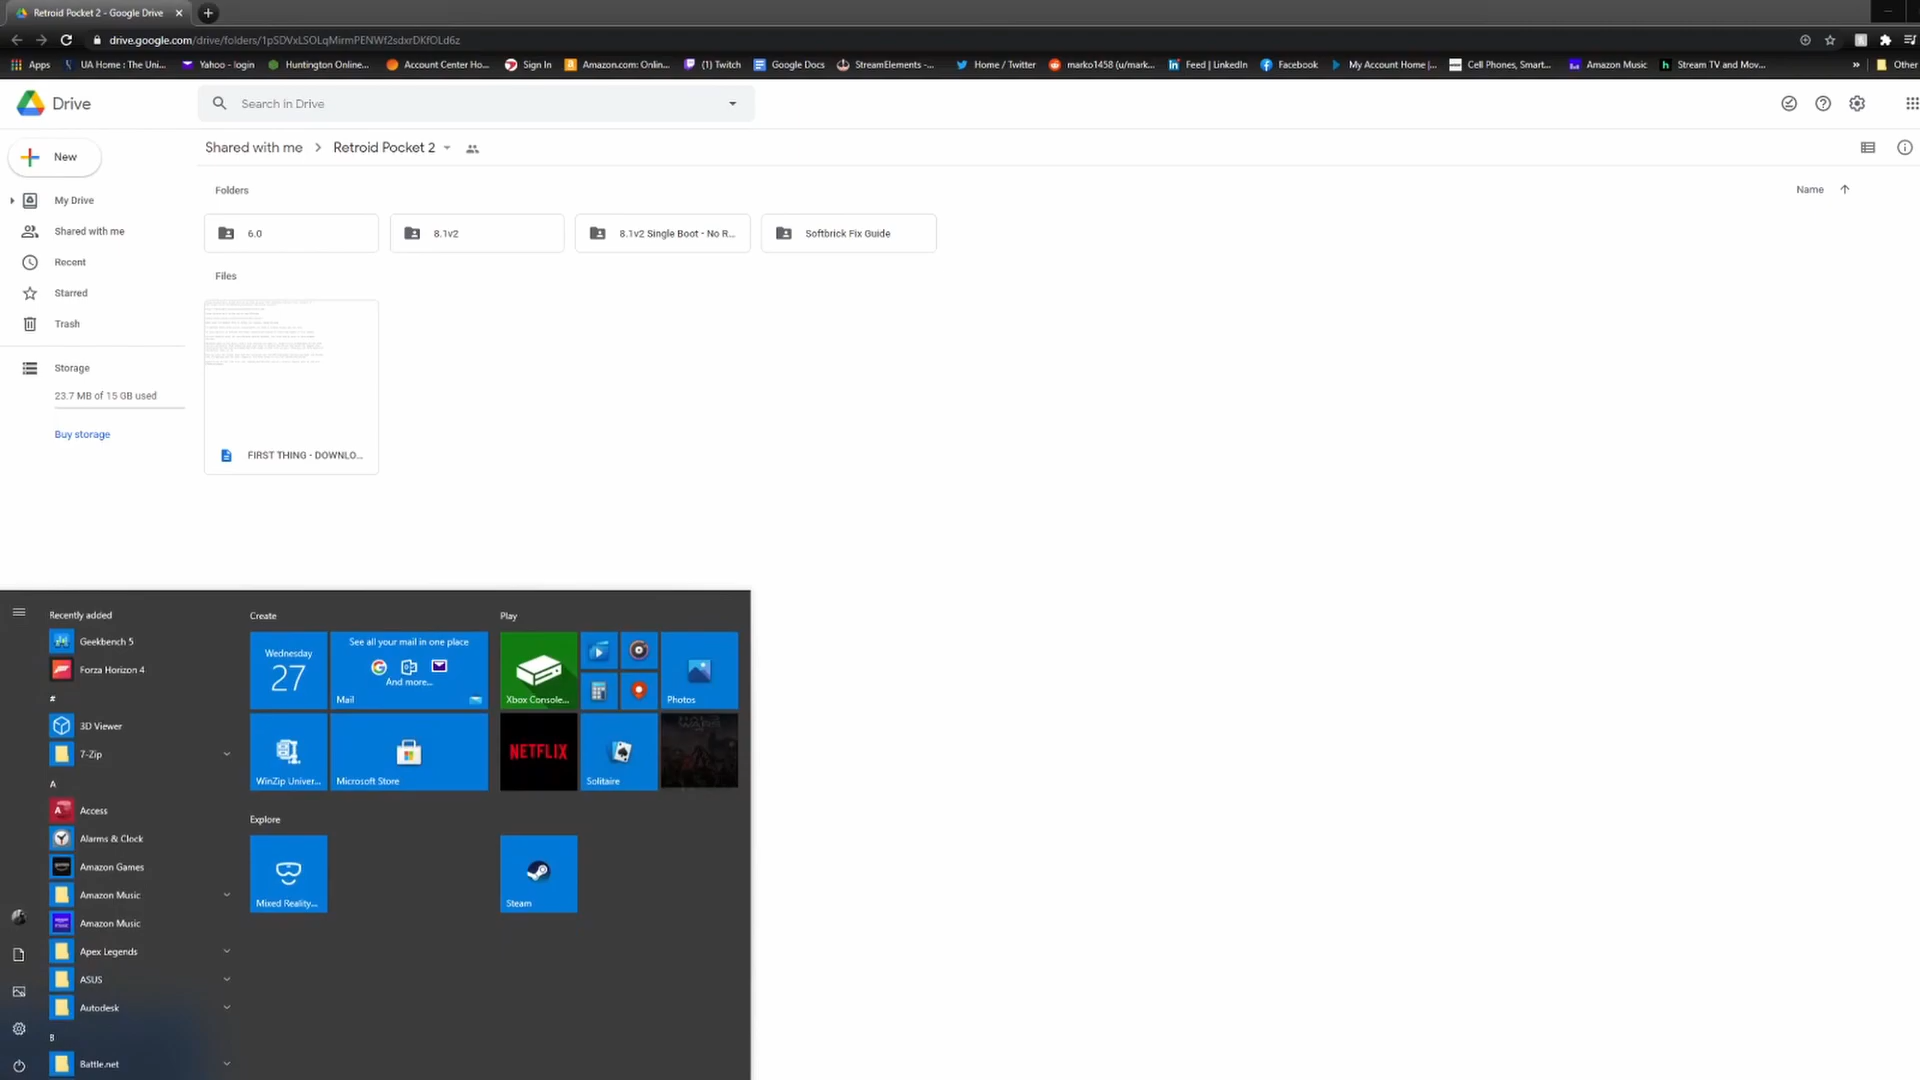 Retroid Pocket 2 - Google Drive
drive.google.com/drive/folders/1pSDVxLSOLqMirmPENWf2sdxrDKfOLd6z
Apps
UA Home : The Uni...
Yahoo - login
Huntington Online...
Account Center Ho...
Sign In
Amazon.com: Onlin...
(1) Twitch
Google Docs
StreamElements -...
Home / Twitter
marko1458 (u/mark...
Feed | LinkedIn
Facebook
My Account Home |...
Cell Phones, Smart...
Amazon Music
Stream TV and Mov...
»
Other
Drive
Search in Drive
New
Shared with me > Retroid Pocket 2
My Drive
Shared with me
Recent
Starred
Trash
Storage
23.7 MB of 15 GB used
Buy storage
Folders
Name
6.0
8.1v2
8.1v2 Single Boot - No R...
Softbrick Fix Guide
Files
FIRST THING - DOWNLO...
Recently added
Geekbench 5
Forza Horizon 4
#
3D Viewer
7-Zip
A
Access
Alarms & Clock
Amazon Games
Amazon Music
Amazon Music
Apex Legends
ASUS
Autodesk
B
Battle.net
Create
Wednesday
27
See all your mail in one place
And more...
Mail
WinZip Univer...
Microsoft Store
Explore
Mixed Reality...
Play
Xbox Console...
Photos
NETFLIX
Solitaire
Steam